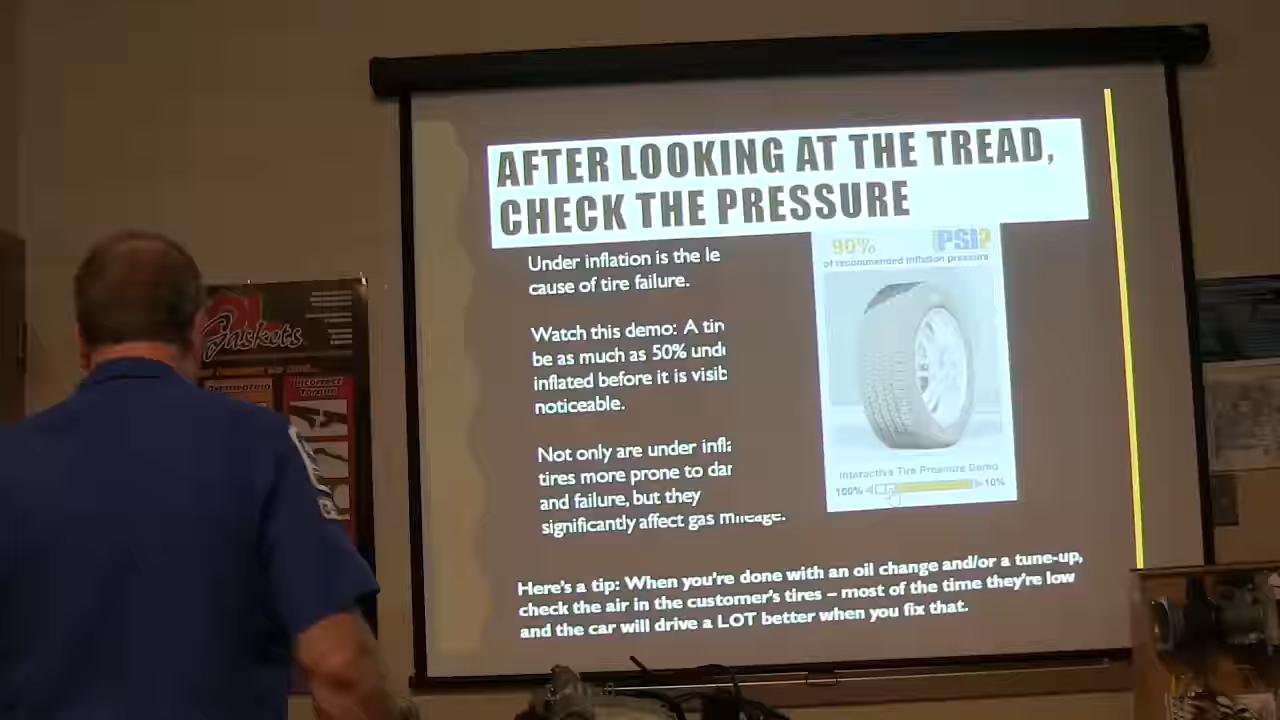 AFTER LOOKING AT THE TREAD,
CHECK THE PRESSURE
Under inflation is the le
cause of tire failure.
Watch this demo: A tir
be as much as 50% und
inflated before it is visib
noticeable.
Not only are under infl
tires more prone to dar
and failure, but they
significantly affect gas mileage.
90% PSI?
of recommended inflation pressure
Interactive Tire Pressure Demo
100% 10%
Here's a tip: When you're done with an oil change and/or a tune-up,
check the air in the customer's tires – most of the time they're low
and the car will drive a LOT better when you fix that.
Gaskets
Incorrect
Torque